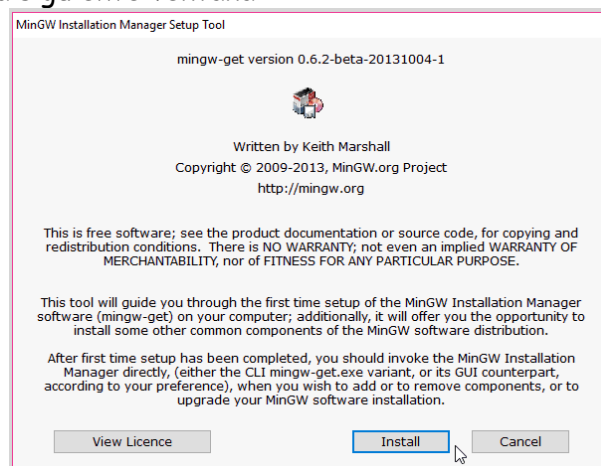 MinGW Installation Manager Setup Tool
mingw-get version 0.6.2-beta-20131004-1
Written by Keith Marshall
Copyright © 2009-2013, MinGW.org Project
http://mingw.org
This is free software; see the product documentation or source code, for copying and
redistribution conditions. There is NO WARRANTY; not even an implied WARRANTY OF
MERCHANTABILITY, nor of FITNESS FOR ANY PARTICULAR PURPOSE.
This tool will guide you through the first time setup of the MinGW Installation Manager
software (mingw-get) on your computer; additionally, it will offer you the opportunity to
install some other common components of the MinGW software distribution.
After first time setup has been completed, you should invoke the MinGW Installation
Manager directly, (either the CLI mingw-get.exe variant, or its GUI counterpart,
according to your preference), when you wish to add or to remove components, or to
upgrade your MinGW software installation.
View Licence Install Cancel